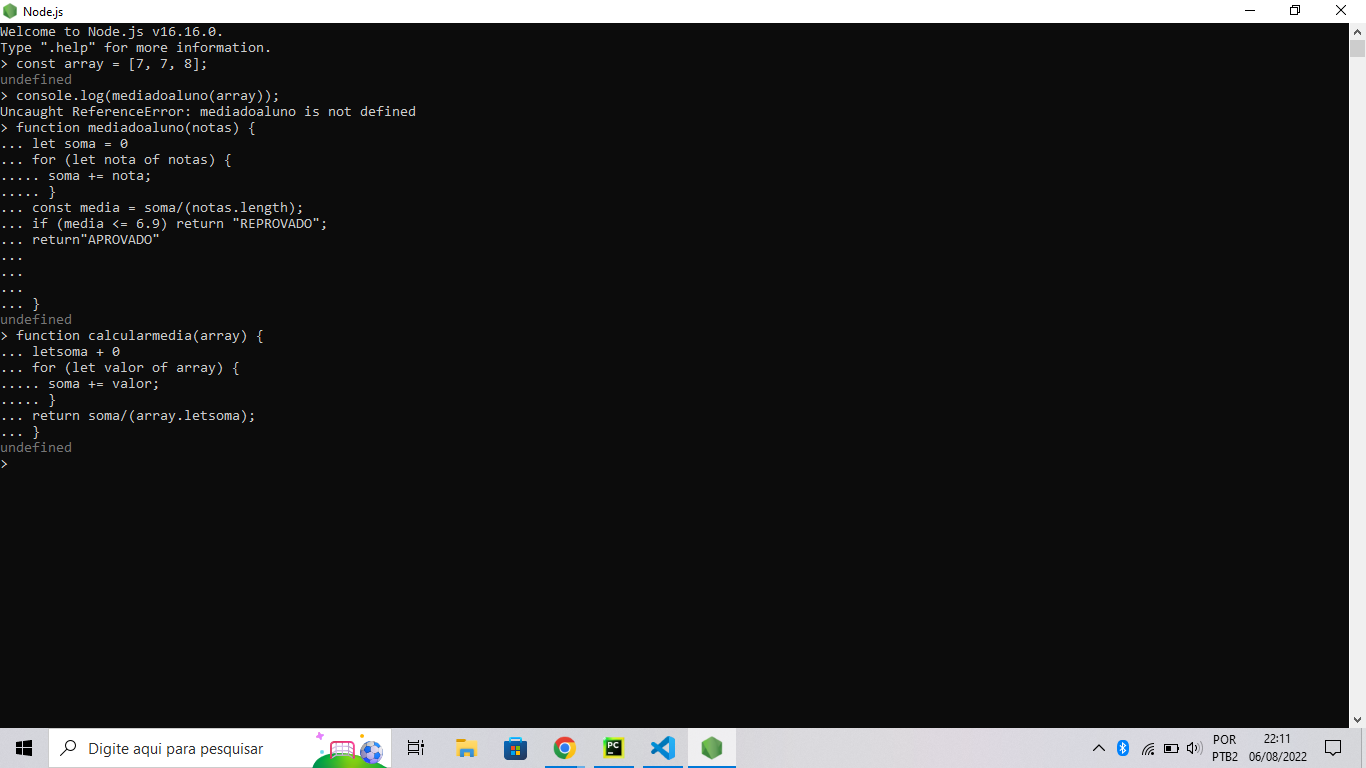 Node.js
Welcome to Node.js v16.16.0.
Type ".help" for more information.
> const array = [7, 7, 8];
undefined
> console.log(mediadoaluno(array));
Uncaught ReferenceError: mediadoaluno is not defined
> function mediadoaluno(notas) {
... let soma = 0
... for (let nota of notas) {
..... soma += nota;
..... }
... const media = soma/(notas.length);
... if (media <= 6.9) return "REPROVADO";
... return"APROVADO"
...
...
...
... }
undefined
> function calcularmedia(array) {
... letsoma + 0
... for (let valor of array) {
..... soma += valor;
..... }
... return soma/(array.letsoma);
... }
undefined
>
Digite aqui para pesquisar
PC
POR
PTB2
22:11
06/08/2022